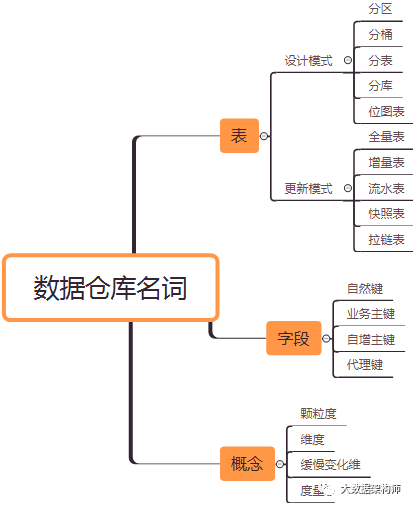 数据仓库名词
表
设计模式
分区
分桶
分表
分库
位图表
更新模式
全量表
增量表
流水表
快照表
拉链表
字段
自然键
业务主键
自增主键
代理键
概念
颗粒度
维度
缓慢变化维
度量
大数据架构师